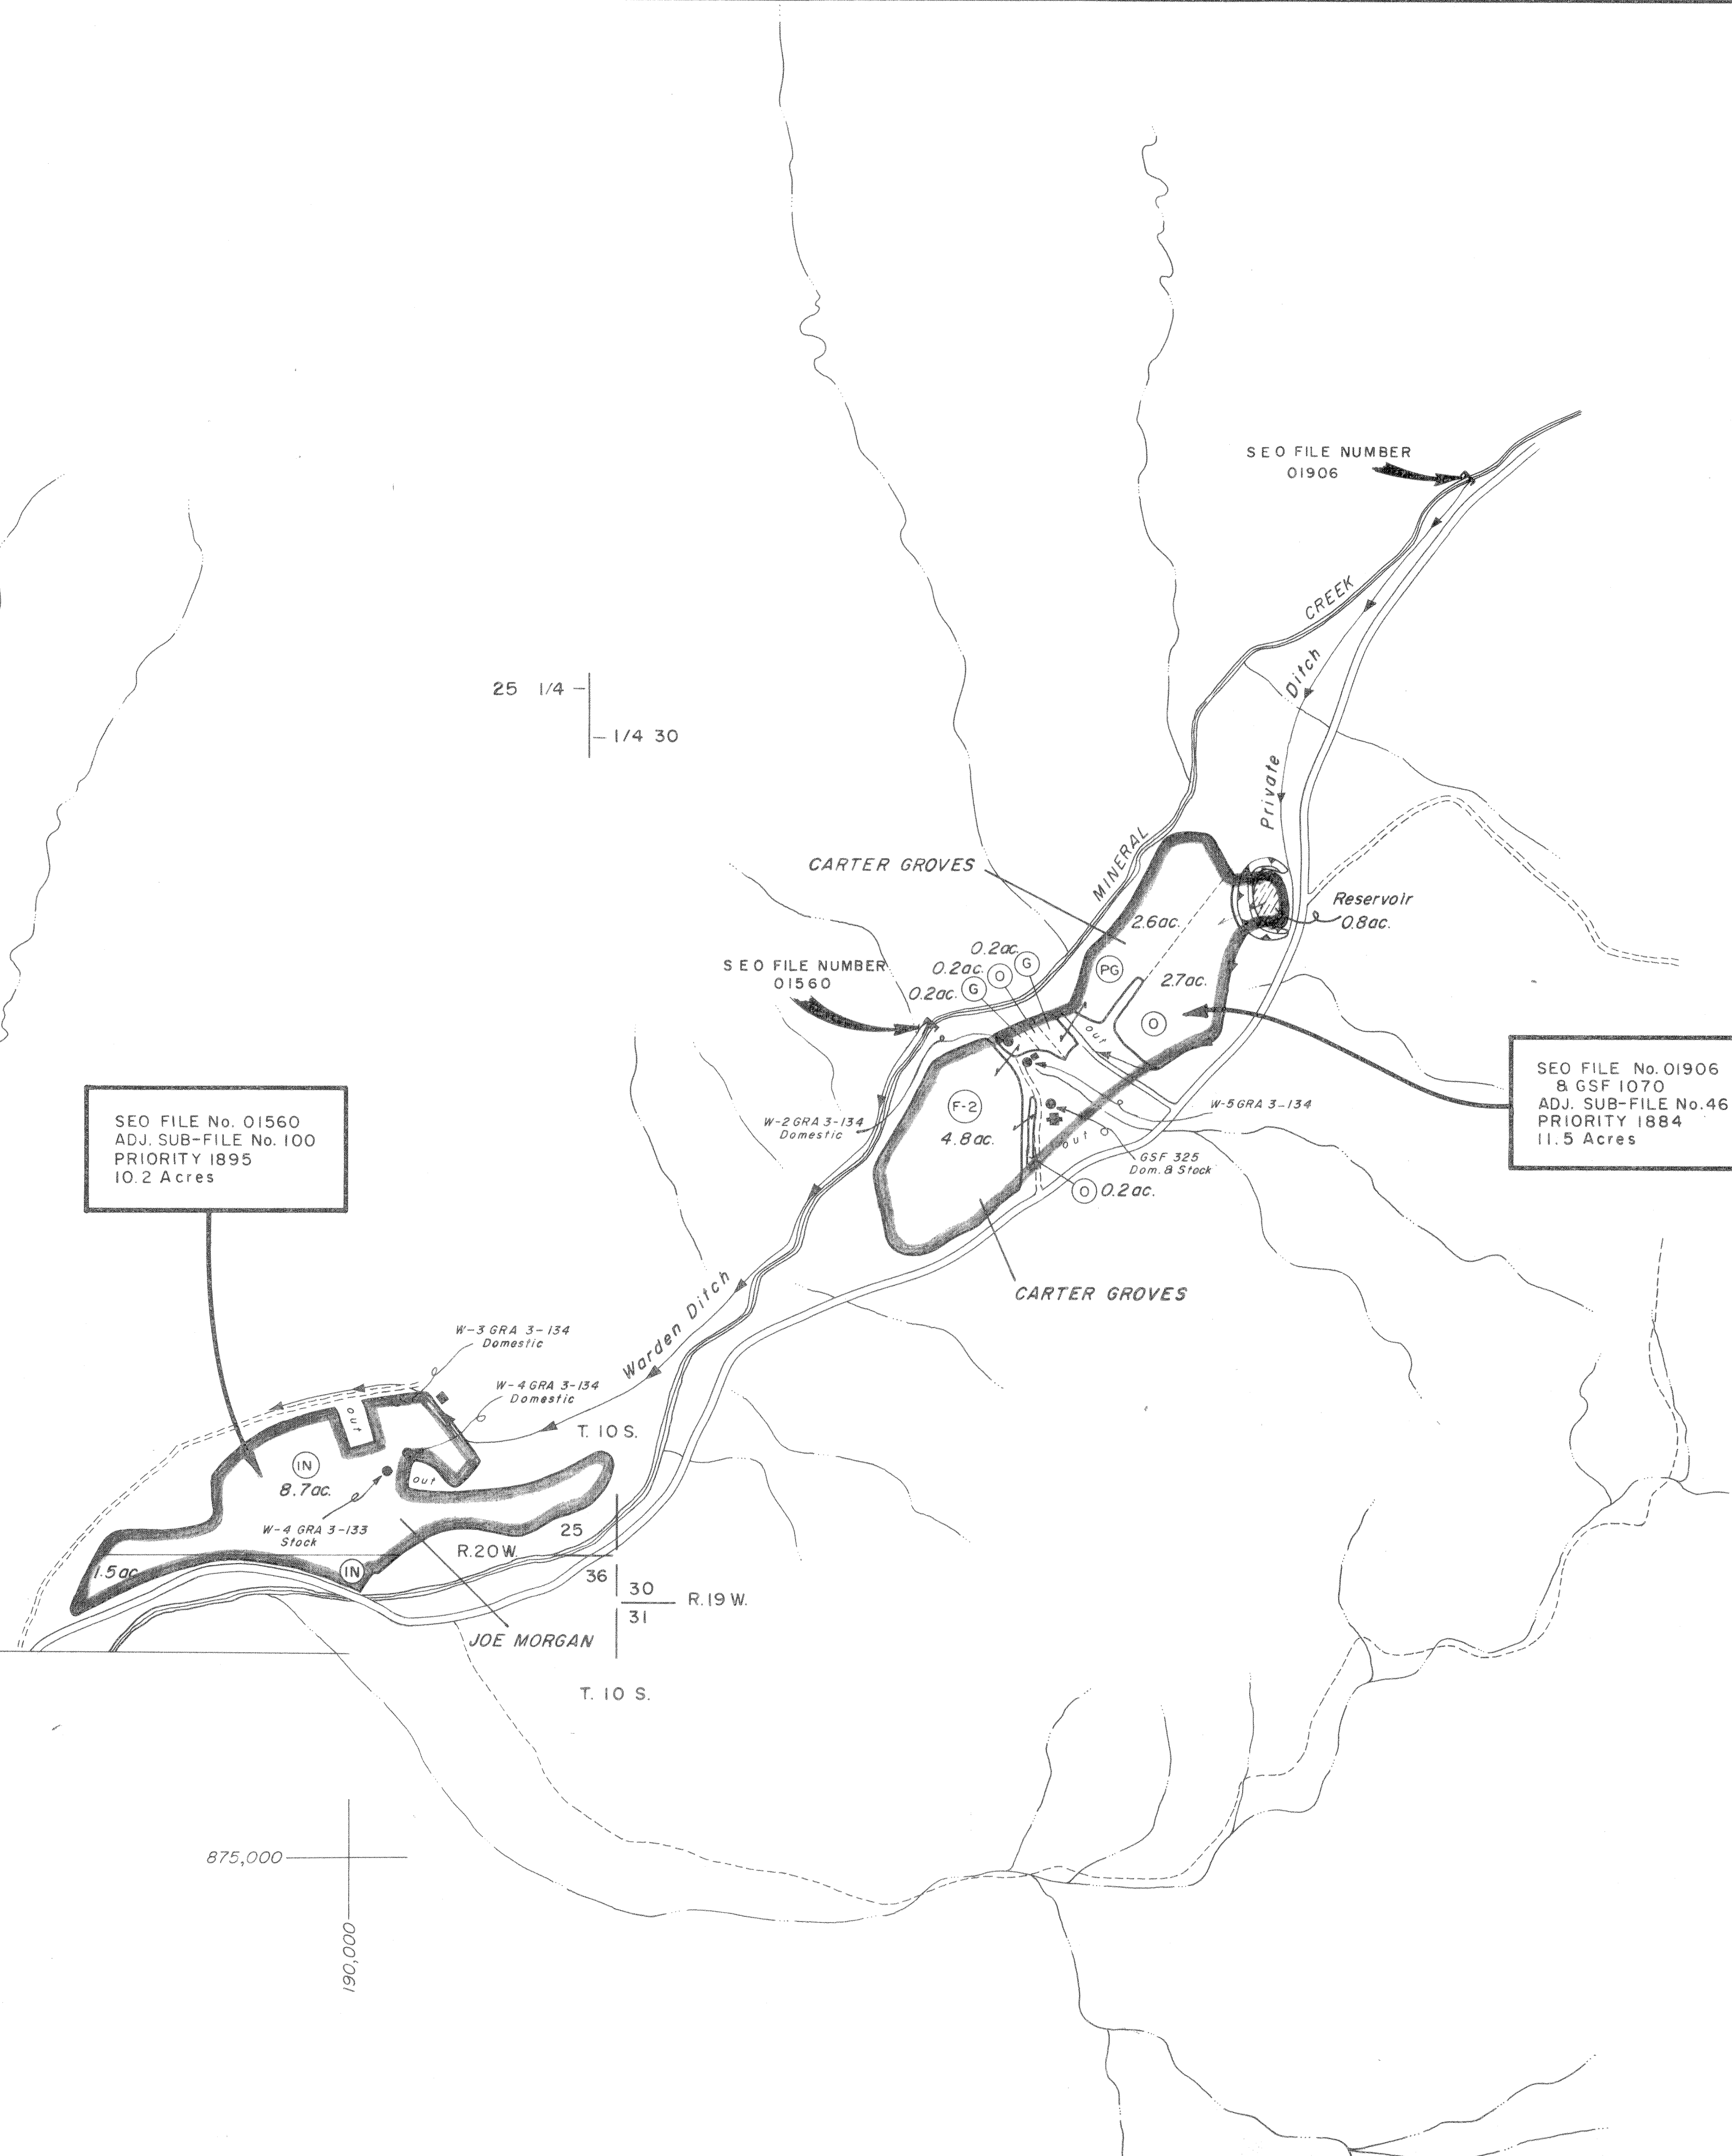 SEO FILE NUMBER
01906
CREEK
Ditch
Private
25 1/4
1/4 30
MINERAL
CARTER GROVES
2.6ac.
Reservoir
0.8ac.
0.2ac. G
0.2ac. O
0.2ac. G
PG
2.7ac.
O
out
SEO FILE NUMBER
01560
SEO FILE No. 01906
& GSF 1070
ADJ. SUB-FILE No. 46
PRIORITY 1884
11.5 Acres
SEO FILE No. 01560
ADJ. SUB-FILE No. 100
PRIORITY 1895
10.2 Acres
W-2 GRA 3-134
Domestic
F-2
4.8ac.
W-5 GRA 3-134
out
GSF 325
Dom. & Stock
O 0.2ac.
CARTER GROVES
Warden Ditch
W-3 GRA 3-134
Domestic
W-4 GRA 3-134
Domestic
out
T. 10 S.
IN
8.7ac.
out
W-4 GRA 3-133
Stock
25
R.20W.
1.5ac.
IN
36
30
R.19 W.
31
JOE MORGAN
T. 10 S.
875,000
190,000